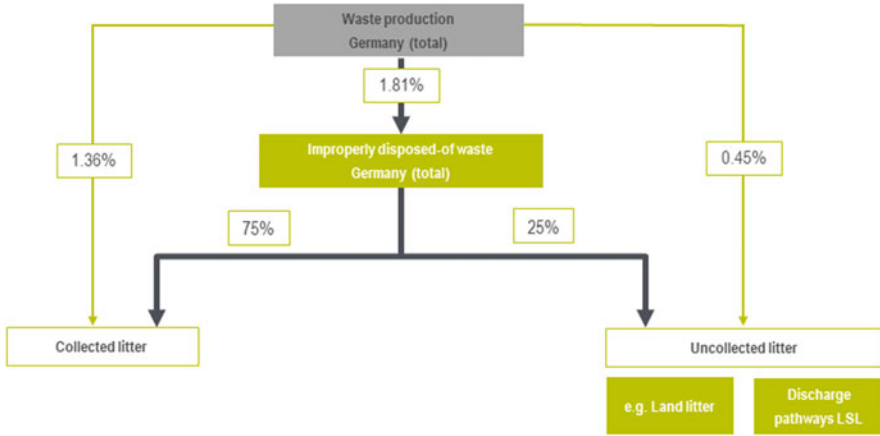 Waste production
Germany (total)
1.81%
Improperly disposed-of waste
Germany (total)
1.36%
0.45%
75%
25%
Collected litter
Uncollected litter
e.g. Land litter
Discharge
pathways LSL